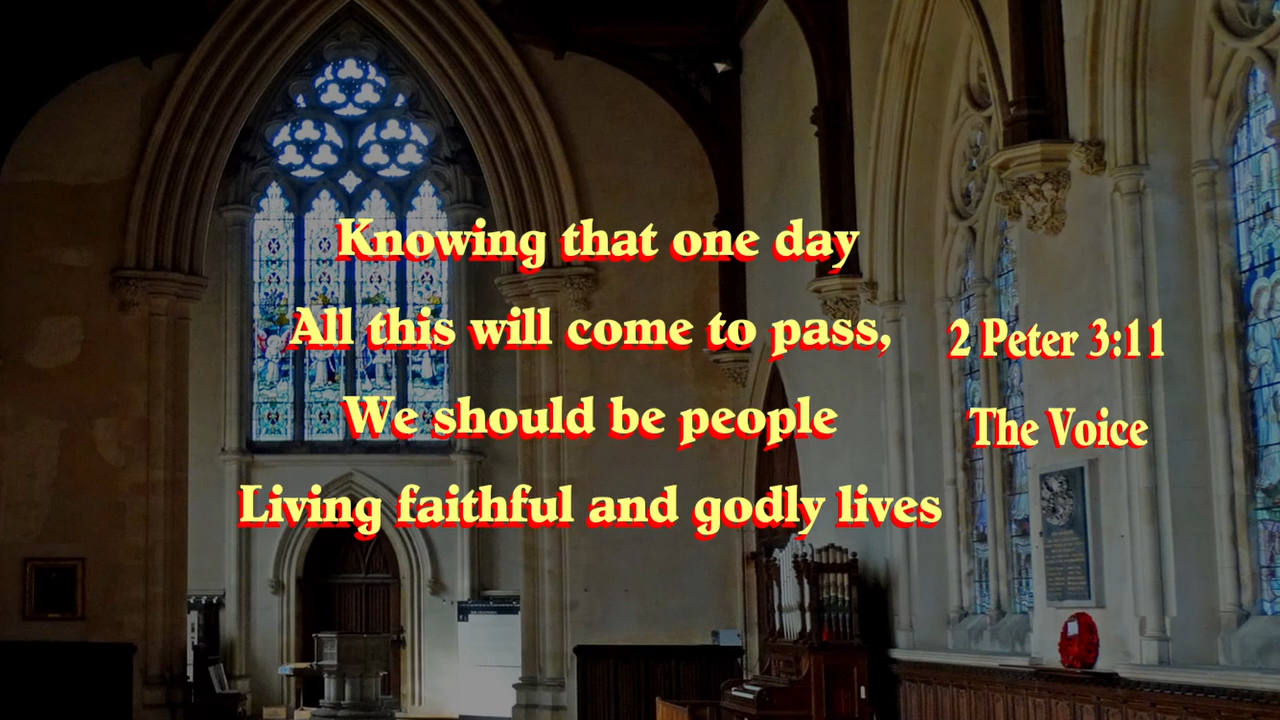 Knowing that one day
All this will come to pass,
We should be people
Living faithful and godly lives
2 Peter 3:11
The Voice